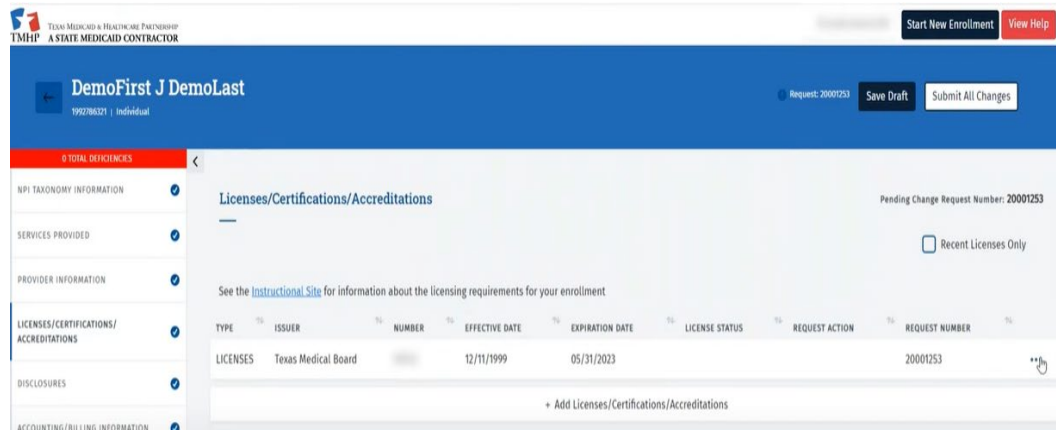 TEXAS MEDICAID & HEALTHCARE PARTNERSHIP
TMHP A STATE MEDICAID CONTRACTOR
Start New Enrollment
View Help
DemoFirst J DemoLast
1992786321 | Individual
Request: 20001253
Save Draft
Submit All Changes
0 TOTAL DEFICIENCIES
NPI TAXONOMY INFORMATION
SERVICES PROVIDED
PROVIDER INFORMATION
LICENSES/CERTIFICATIONS/
ACCREDITATIONS
DISCLOSURES
ACCOUNTING/BILLING INFORMATION
Licenses/Certifications/Accreditations
Pending Change Request Number: 20001253
Recent Licenses Only
See the Instructional Site for information about the licensing requirements for your enrollment
TYPE ISSUER NUMBER EFFECTIVE DATE EXPIRATION DATE LICENSE STATUS REQUEST ACTION REQUEST NUMBER
LICENSES Texas Medical Board 12/11/1999 05/31/2023 20001253
+ Add Licenses/Certifications/Accreditations